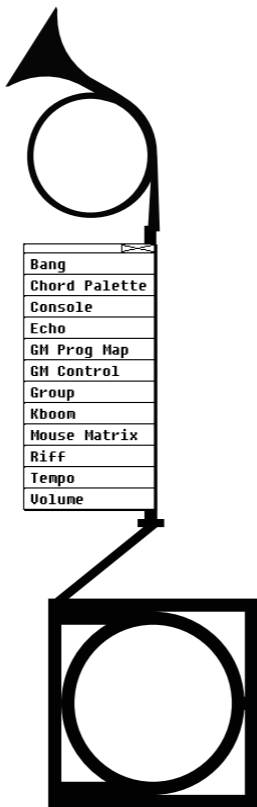 Bang
Chord Palette
Console
Echo
GM Prog Map
GM Control
Group
Kboom
Mouse Matrix
Riff
Tempo
Volume